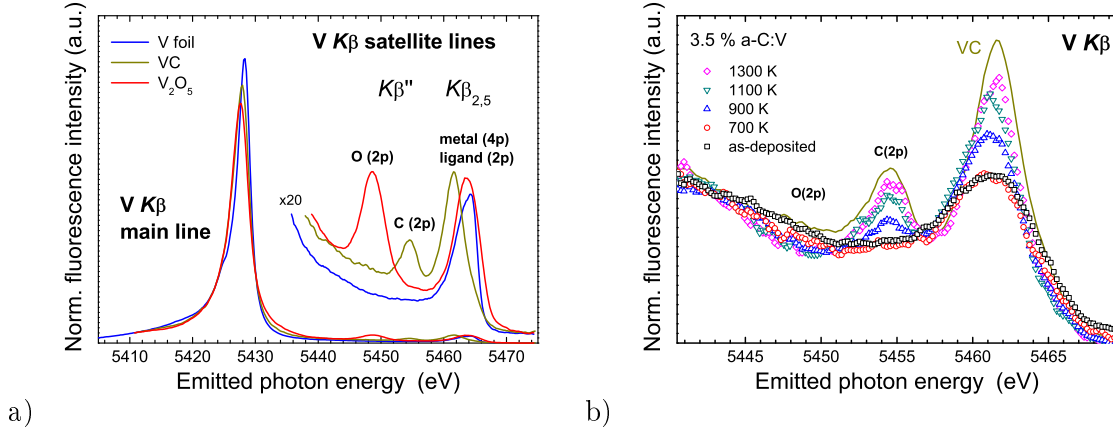 Norm. fluorescence intensity (a.u.)
V foil
VC
V₂O₅
V Kβ satellite lines
Kβ" Kβ₂,₅
metal (4p)
ligand (2p)
O (2p)
C (2p)
x20
V Kβ
main line
5410 5420 5430 5440 5450 5460 5470
Emitted photon energy (eV)
a)
Norm. fluorescence intensity (a.u.)
3.5 % a-C:V
1300 K
1100 K
900 K
700 K
as-deposited
VC
V Kβ
C(2p)
O(2p)
5445 5450 5455 5460 5465
Emitted photon energy (eV)
b)